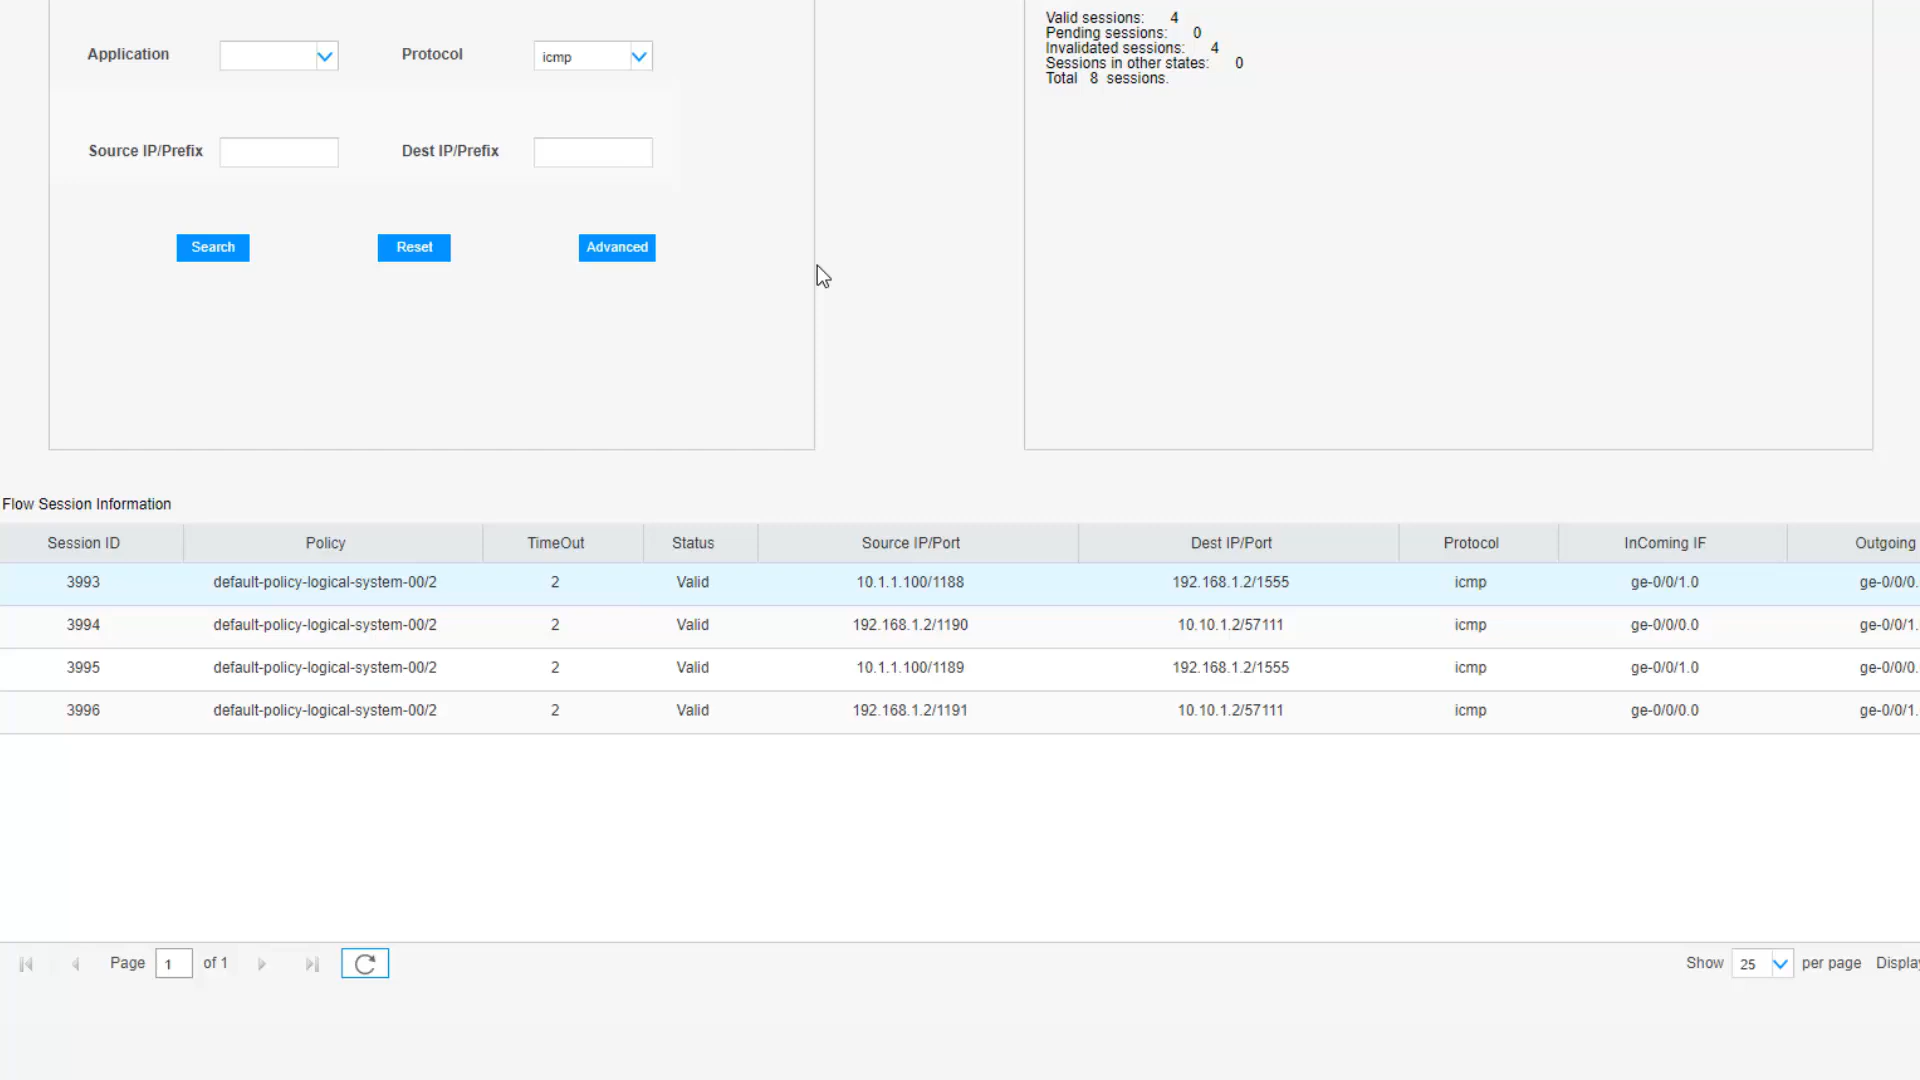 Valid sessions: 4
Pending sessions: 0
Invalidated sessions: 4
Sessions in other states: 0
Total 8 sessions.
Application Protocol icmp
Source IP/Prefix Dest IP/Prefix
Search Reset Advanced
Flow Session Information
Session ID Policy TimeOut Status Source IP/Port Dest IP/Port Protocol InComing IF Outgoing
3993 default-policy-logical-system-00/2 2 Valid 10.1.1.100/1188 192.168.1.2/1555 icmp ge-0/0/1.0 ge-0/0/0.
3994 default-policy-logical-system-00/2 2 Valid 192.168.1.2/1190 10.10.1.2/57111 icmp ge-0/0/0.0 ge-0/0/1.
3995 default-policy-logical-system-00/2 2 Valid 10.1.1.100/1189 192.168.1.2/1555 icmp ge-0/0/1.0 ge-0/0/0.
3996 default-policy-logical-system-00/2 2 Valid 192.168.1.2/1191 10.10.1.2/57111 icmp ge-0/0/0.0 ge-0/0/1.
Page 1 of 1 Show 25 per page Display